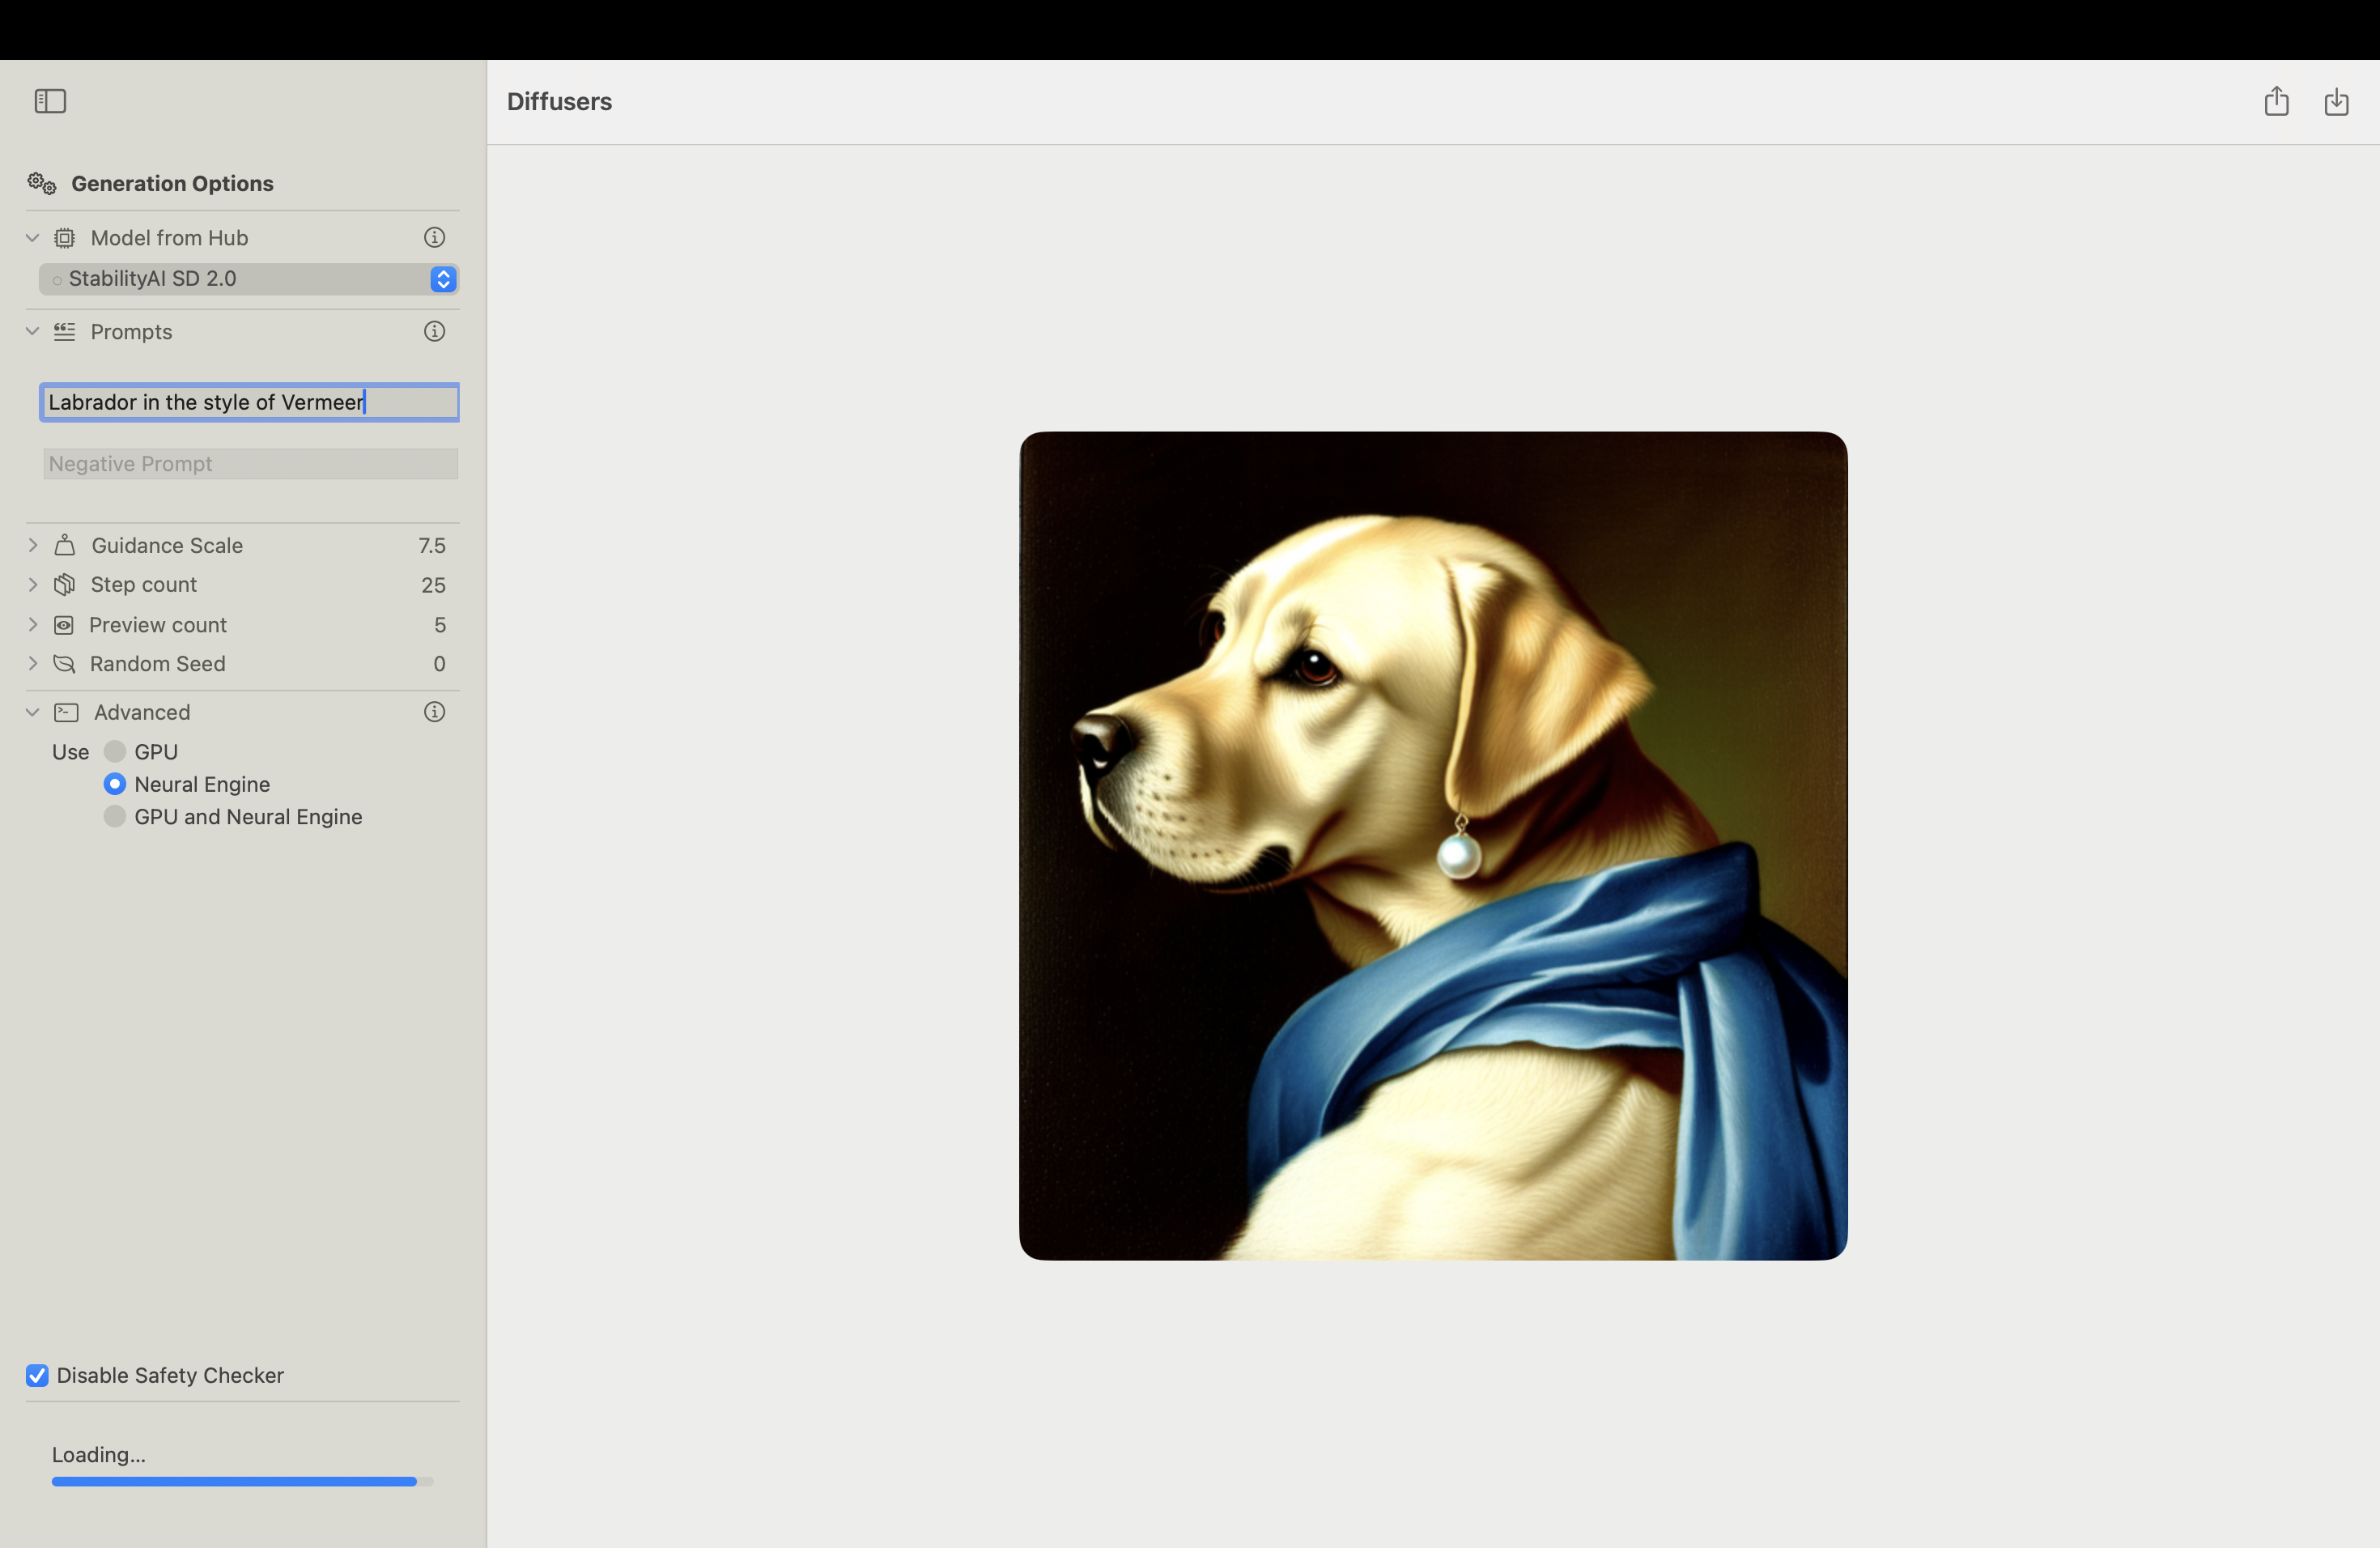 Diffusers
Generation Options
Model from Hub
StabilityAI SD 2.0
Prompts
Labrador in the style of Vermeer
Negative Prompt
Guidance Scale 7.5
Step count 25
Preview count 5
Random Seed 0
Advanced
Use GPU
Neural Engine
GPU and Neural Engine
Disable Safety Checker
Loading...